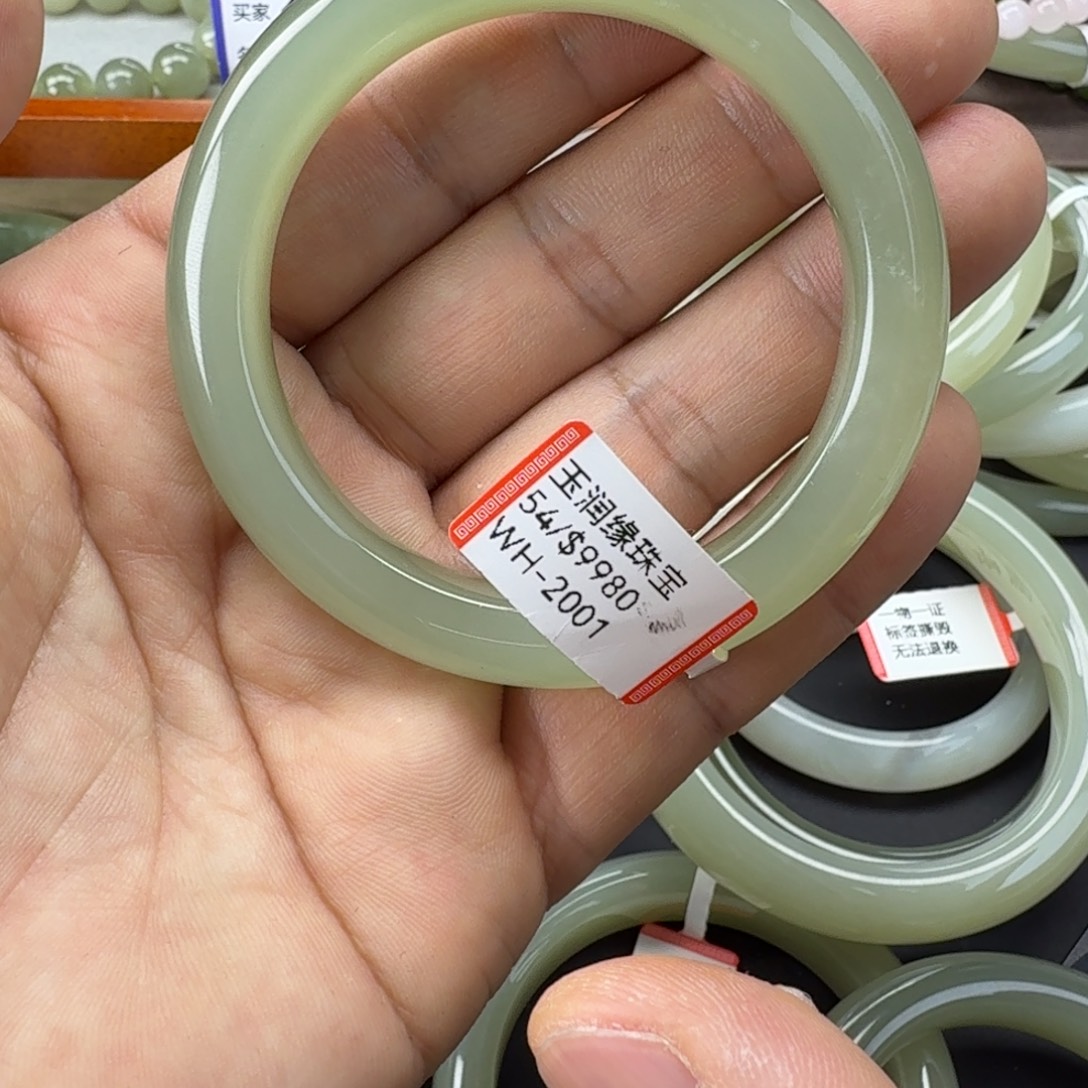 买家
玉润缘珠宝
54/$9980
WH-2001
一物一证
标签撕毁
无法退换